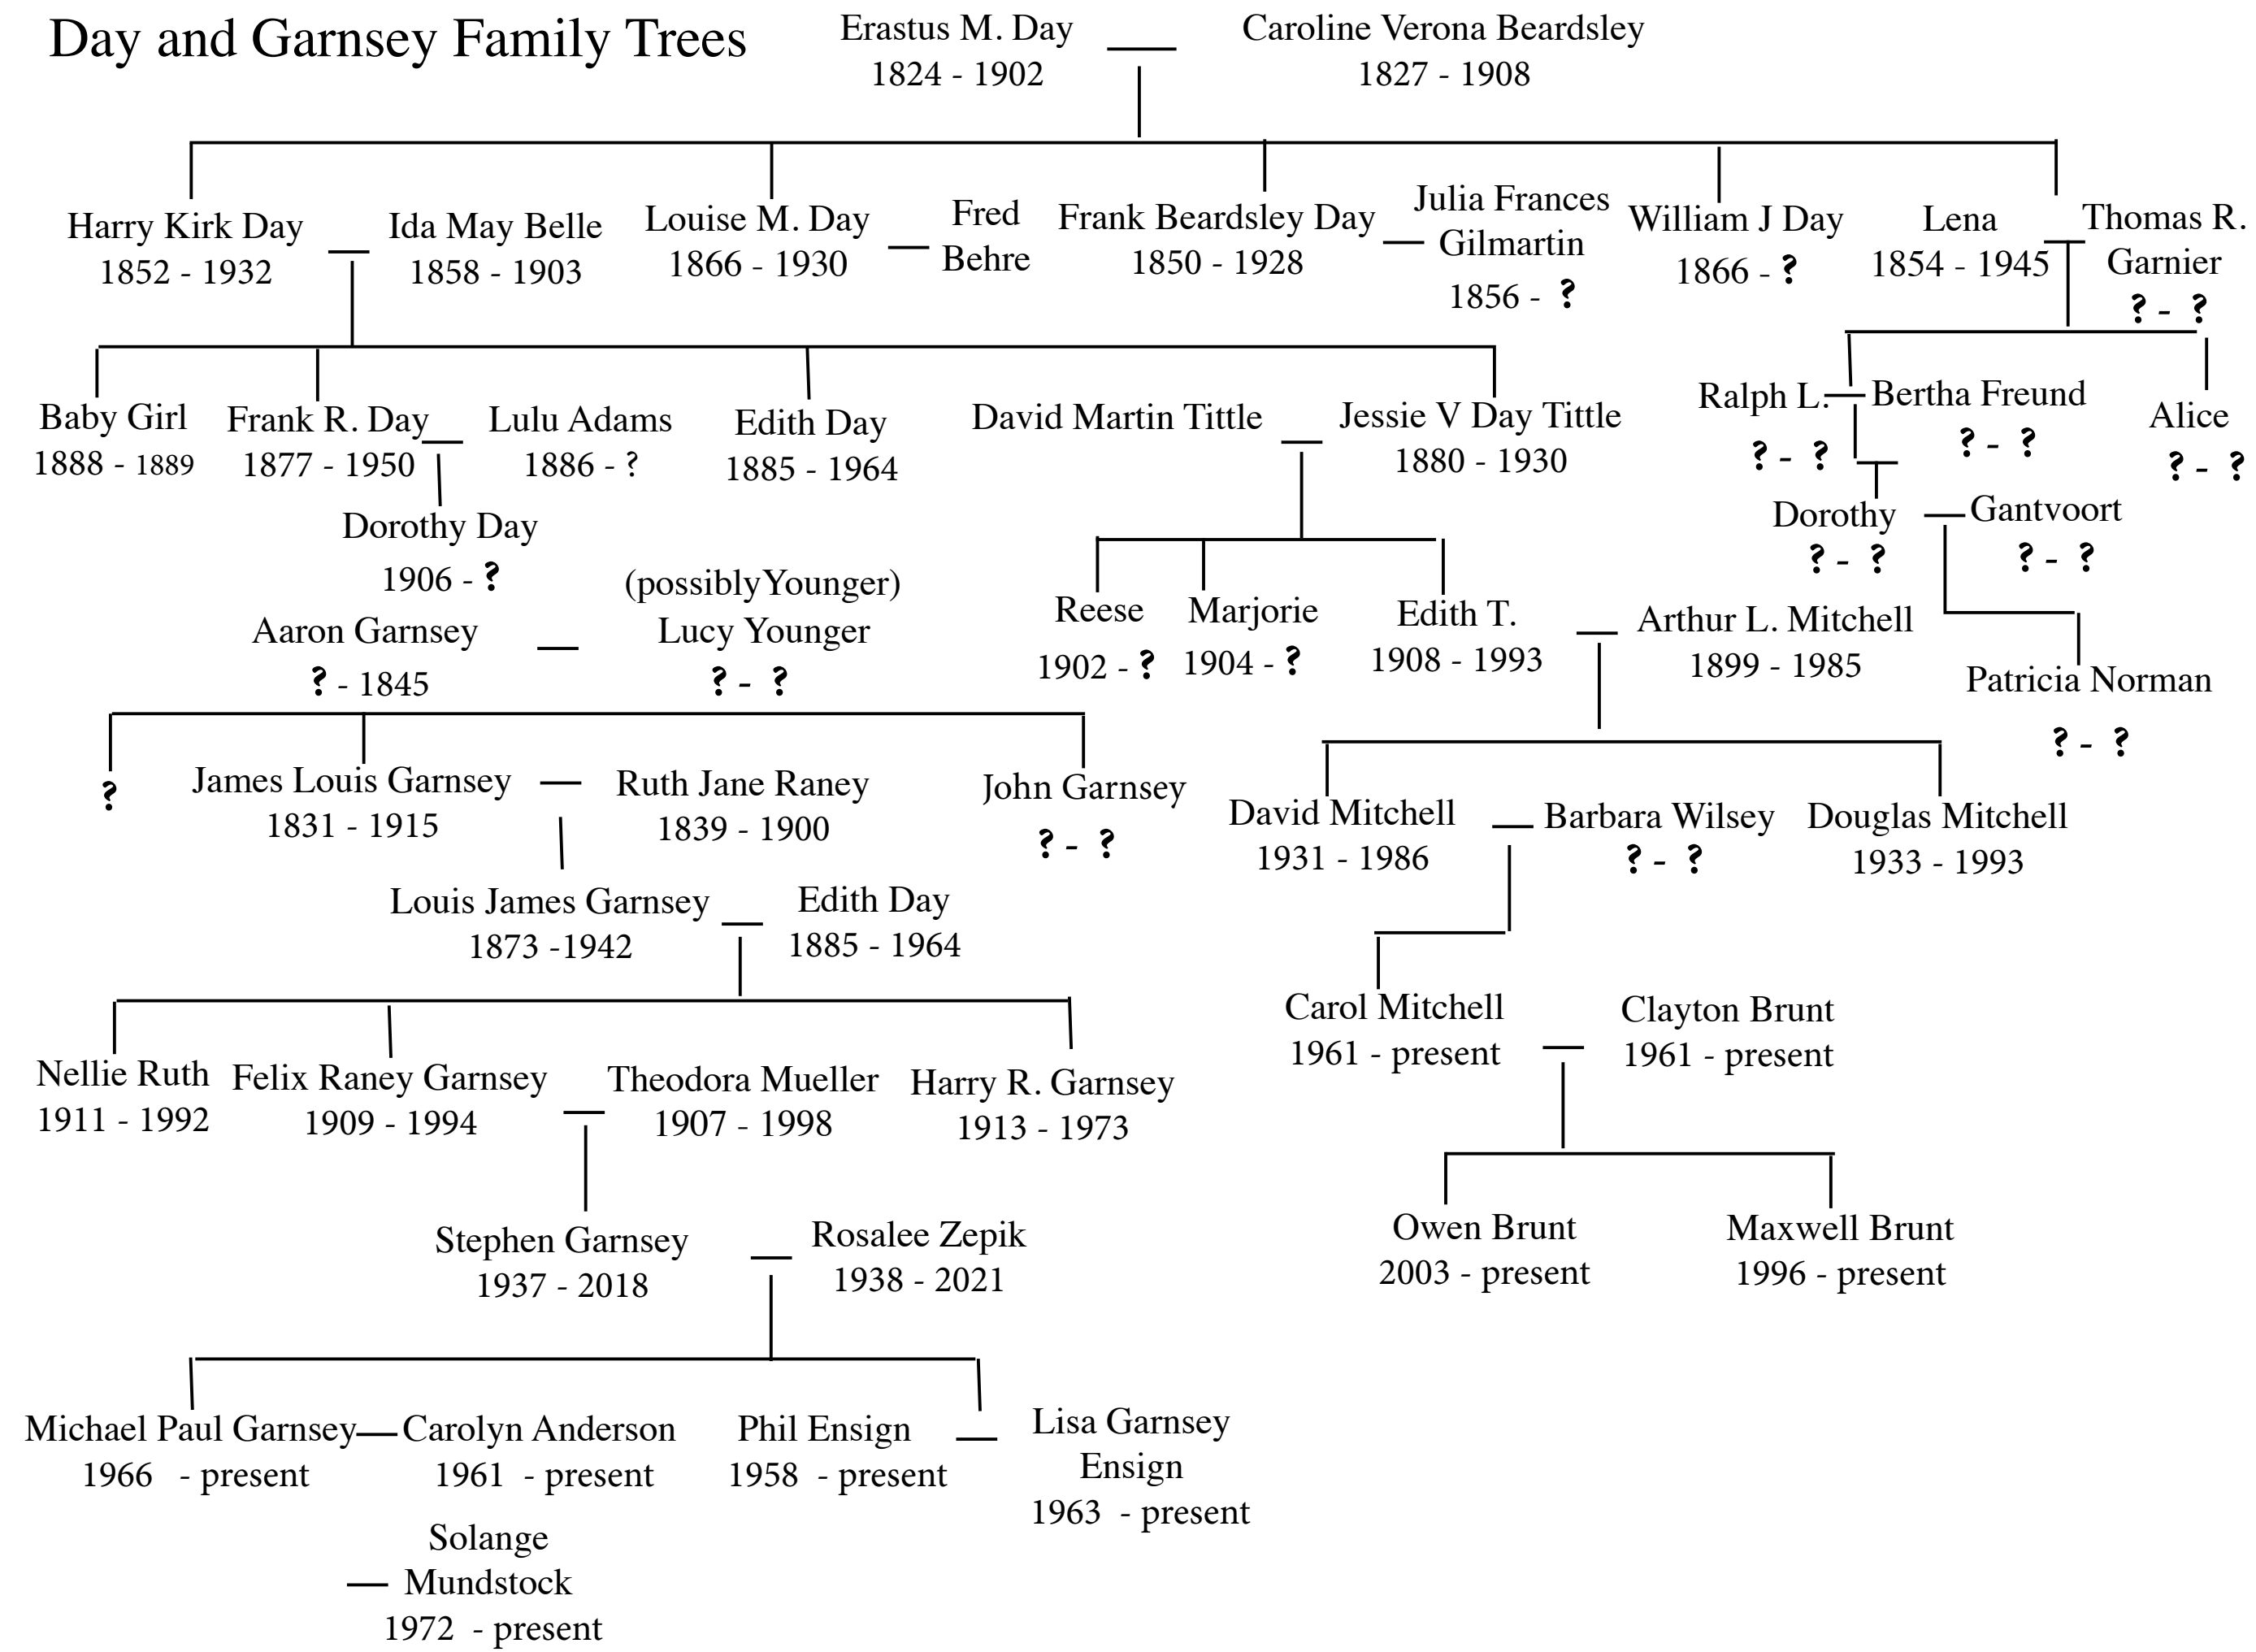 Day and Garnsey Family Trees
Erastus M. Day
1824 - 1902
Caroline Verona Beardsley
1827 - 1908
Harry Kirk Day
1852 - 1932
Ida May Belle
1858 - 1903
Louise M. Day
1866 - 1930
Fred
Behre
Frank Beardsley Day
1850 - 1928
Julia Frances
Gilmartin
1856 - ?
William J Day
1866 - ?
Lena
1854 - 1945
Thomas R.
Garnier
? - ?
Baby Girl
1888 - 1889
Frank R. Day
1877 - 1950
Lulu Adams
1886 - ?
Edith Day
1885 - 1964
David Martin Tittle
Jessie V Day Tittle
1880 - 1930
Ralph L.
? - ?
Bertha Freund
? - ?
Alice
? - ?
Dorothy Day
1906 - ?
Dorothy
? - ?
Gantvoort
? - ?
Reese
1902 - ?
Marjorie
1904 - ?
Edith T.
1908 - 1993
Arthur L. Mitchell
1899 - 1985
Patricia Norman
? - ?
Aaron Garnsey
? - 1845
(possiblyYounger)
Lucy Younger
? - ?
?
James Louis Garnsey
1831 - 1915
Ruth Jane Raney
1839 - 1900
John Garnsey
? - ?
David Mitchell
1931 - 1986
Barbara Wilsey
? - ?
Douglas Mitchell
1933 - 1993
Louis James Garnsey
1873 -1942
Edith Day
1885 - 1964
Carol Mitchell
1961 - present
Clayton Brunt
1961 - present
Nellie Ruth
1911 - 1992
Felix Raney Garnsey
1909 - 1994
Theodora Mueller
1907 - 1998
Harry R. Garnsey
1913 - 1973
Owen Brunt
2003 - present
Maxwell Brunt
1996 - present
Stephen Garnsey
1937 - 2018
Rosalee Zepik
1938 - 2021
Michael Paul Garnsey
1966 - present
Carolyn Anderson
1961 - present
Phil Ensign
1958 - present
Lisa Garnsey
Ensign
1963 - present
Solange
Mundstock
1972 - present